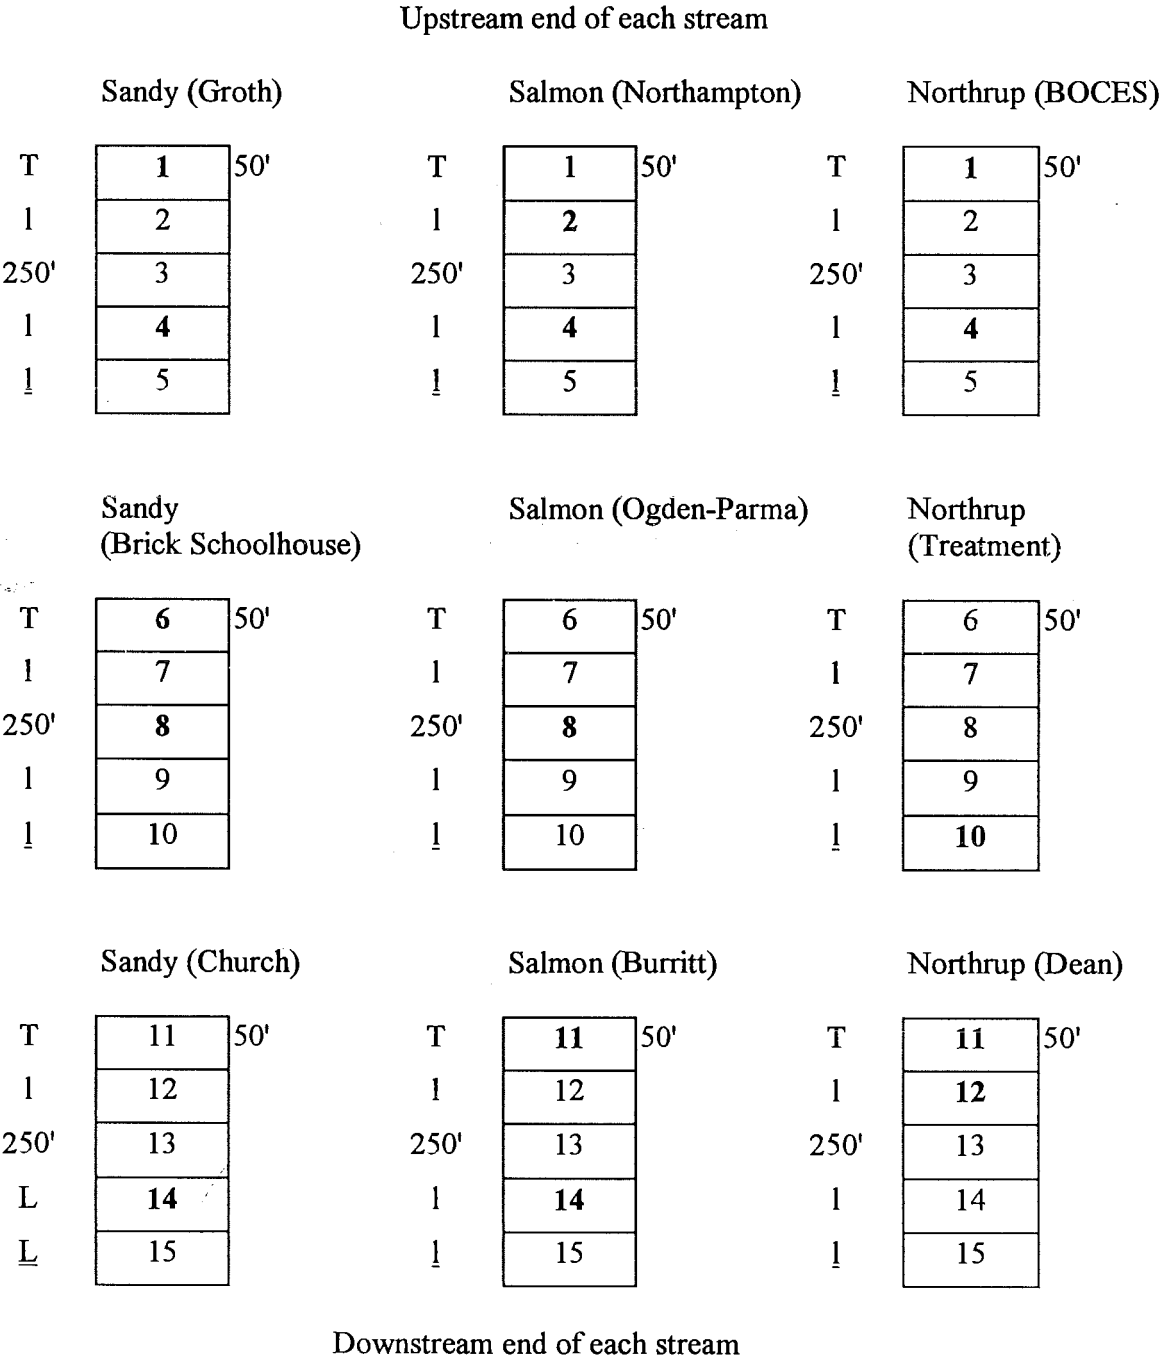 Upstream end of each stream
Sandy (Groth) Salmon (Northampton) Northrup (BOCES)
T 1 50' T 1 50' T 1 50'
l 2 l 2 l 2
250' 3 250' 3 250' 3
l 4 l 4 l 4
l 5 l 5 l 5
Sandy Salmon (Ogden-Parma) Northrup
(Brick Schoolhouse) (Treatment)
T 6 50' T 6 50' T 6 50'
l 7 l 7 l 7
250' 8 250' 8 250' 8
l 9 l 9 l 9
l 10 l 10 l 10
Sandy (Church) Salmon (Burritt) Northrup (Dean)
T 11 50' T 11 50' T 11 50'
l 12 l 12 l 12
250' 13 250' 13 250' 13
L 14 l 14 l 14
L 15 l 15 l 15
Downstream end of each stream